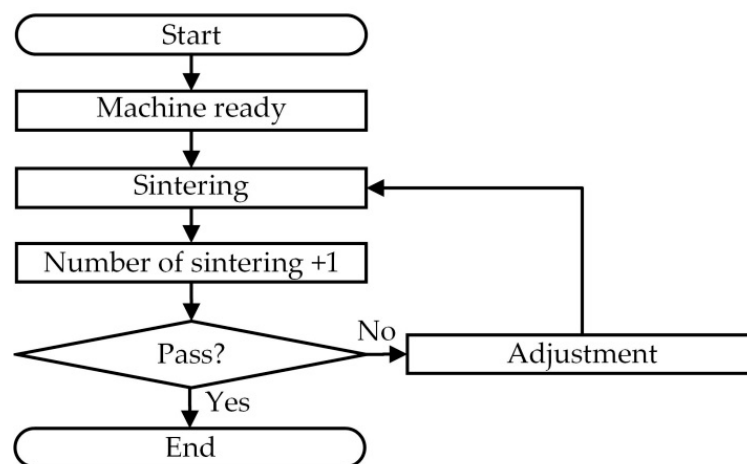 Start
Machine ready
Sintering
Number of sintering +1
Pass?
No
Adjustment
Yes
End